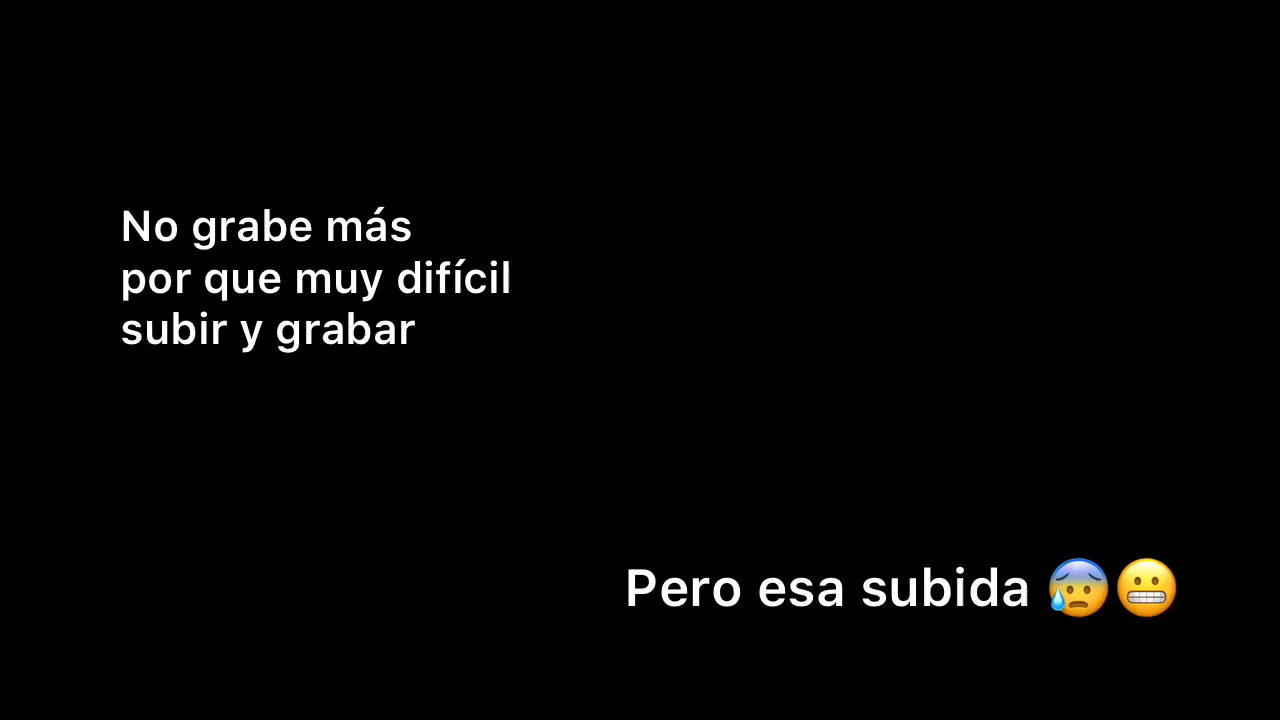 No grabe más
por que muy difícil
subir y grabar
Pero esa subida 😰😬